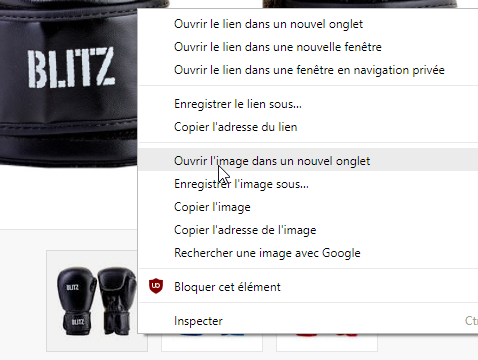 BLITZ
Ouvrir le lien dans un nouvel onglet
Ouvrir le lien dans une nouvelle fenêtre
Ouvrir le lien dans une fenêtre en navigation privée
Enregistrer le lien sous...
Copier l'adresse du lien
Ouvrir l'image dans un nouvel onglet
Enregistrer l'image sous...
Copier l'image
Copier l'adresse de l'image
Rechercher une image avec Google
Bloquer cet élément
Inspecter
BLITZ